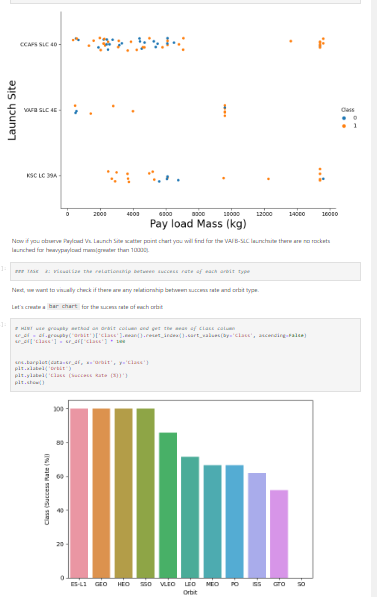 Launch Site
CCAFS SLC 40
VAFB SLC 4E
KSC LC 39A
Class
0
1
0 2000 4000 6000 8000 10000 12000 14000 16000
Pay load Mass (kg)
Now if you observe Payload Vs. Launch Site scatter point chart you will find for the VAFB-SLC launchsite there are no rockets
launched for heavypayload mass(greater than 10000).
### TASK 3: Visualize the relationship between success rate of each orbit type
Next, we want to visually check if there are any relationship between success rate and orbit type.
Let's create a bar chart for the sucess rate of each orbit
# HINT use groupby method on Orbit column and get the mean of Class column
sr_df = df.groupby('Orbit')['Class'].mean().reset_index().sort_values(by='Class', ascending=False)
sr_df['Class'] = sr_df['Class'] * 100
sns.barplot(data=sr_df, x='Orbit', y='Class')
plt.xlabel('Orbit')
plt.ylabel('Class (Success Rate (%))')
plt.show()
Class (Success Rate (%))
100
80
60
40
20
0
ES-L1 GEO HEO SSO VLEO LEO MEO PO ISS GTO SO
Orbit